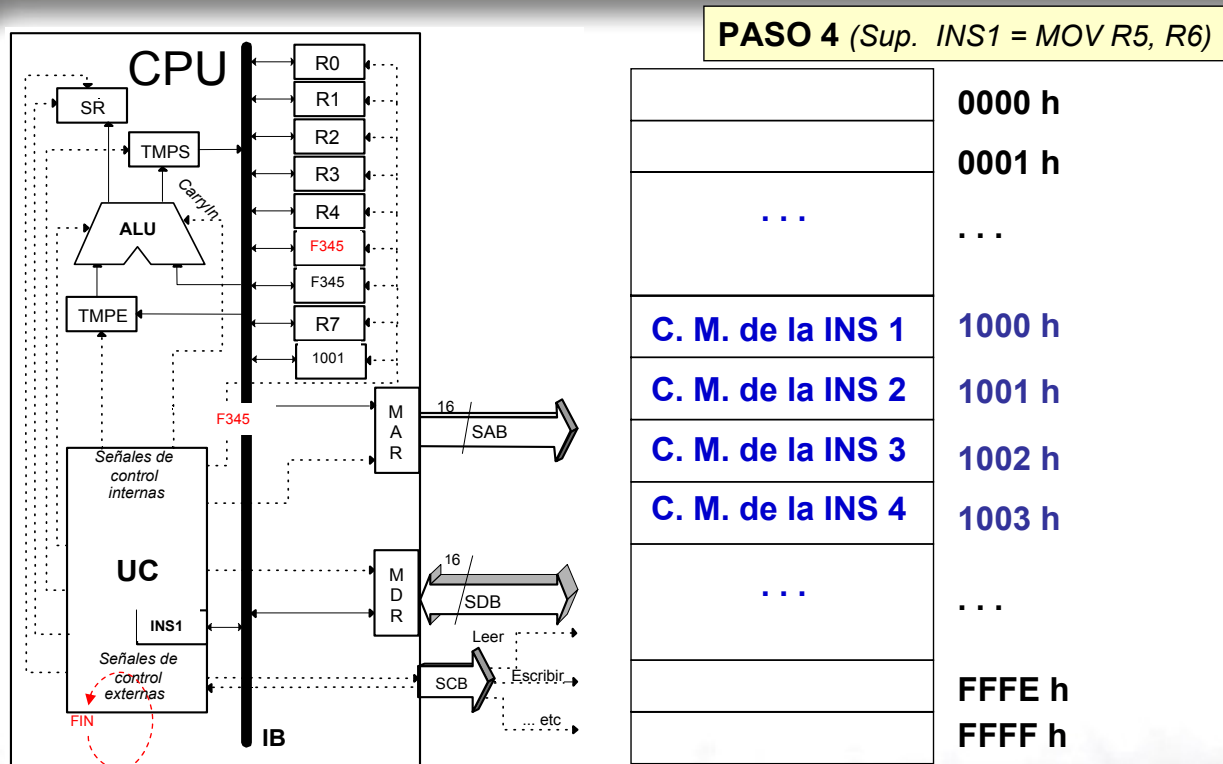 PASO 4 (Sup. INS1 = MOV R5, R6)
CPU
SR
TMPS
CarryIn
ALU
TMPE
R0
R1
R2
R3
R4
F345
F345
R7
1001
F345
M
A
R
16
SAB
Señales de
control
internas
UC
INS1
Señales de
control
externas
FIN
IB
M
D
R
16
SDB
SCB
Leer
Escribir
... etc
0000 h
0001 h
. . .
. . .
C. M. de la INS 1
1000 h
C. M. de la INS 2
1001 h
C. M. de la INS 3
1002 h
C. M. de la INS 4
1003 h
. . .
. . .
FFFE h
FFFF h